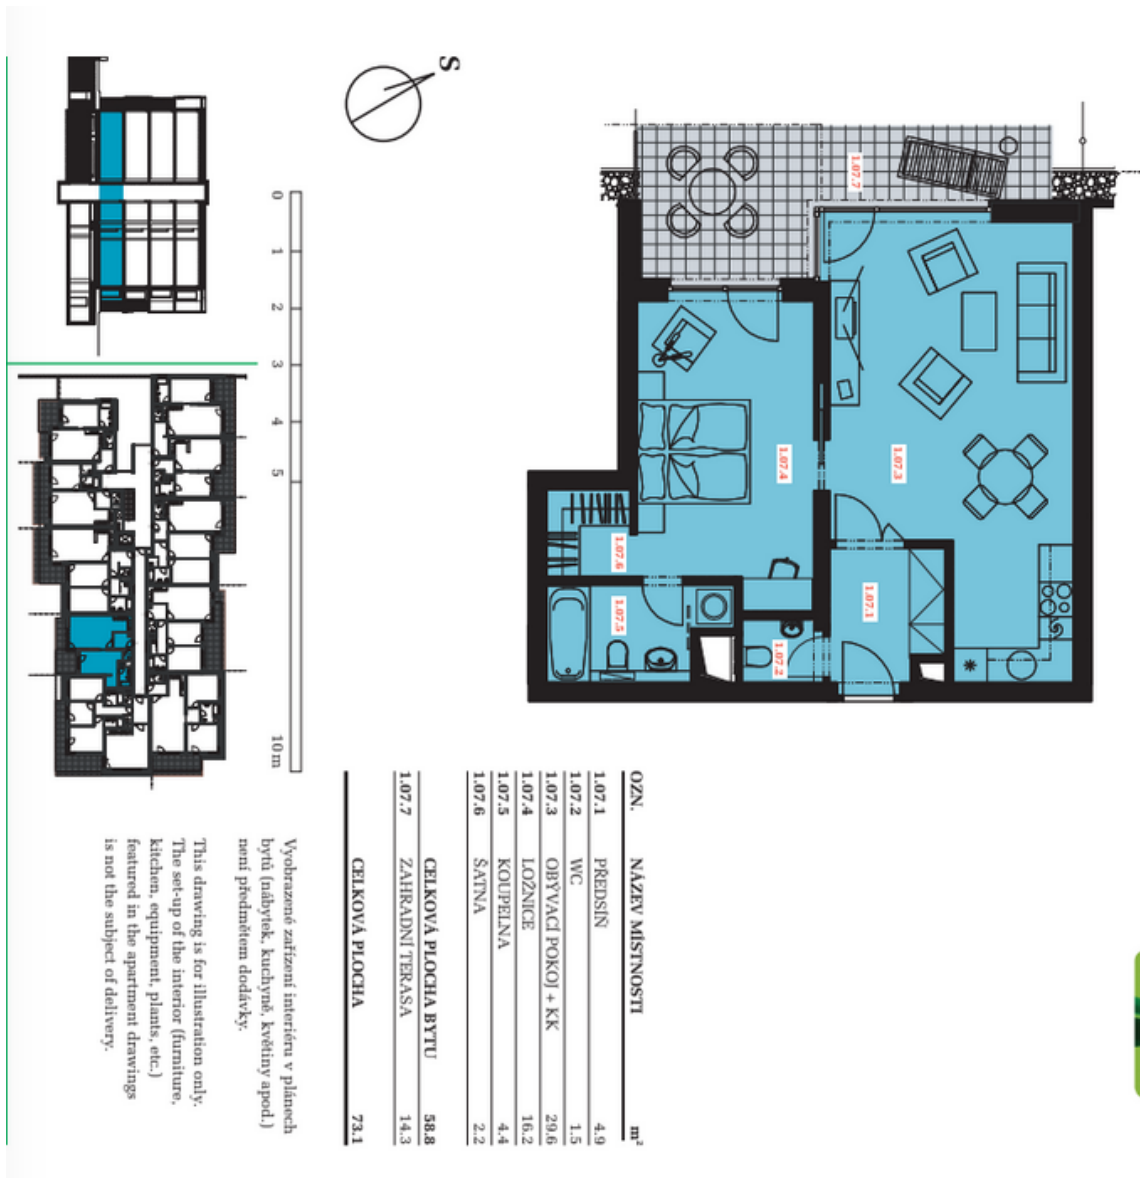 S
0 1 2 3 4 5 10 m
1.07.7
1.07.4
1.07.3
1.07.6
1.07.5
1.07.2
1.07.1
OZN. NÁZEV MÍSTNOSTI m²
1.07.1 PŘEDSÍŇ 4.9
1.07.2 WC 1.5
1.07.3 OBÝVACÍ POKOJ + KK 29.6
1.07.4 LOŽNICE 16.2
1.07.5 KOUPELNA 4.4
1.07.6 ŠATNA 2.2
CELKOVÁ PLOCHA BYTU 58.8
1.07.7 ZAHRADNÍ TERASA 14.3
CELKOVÁ PLOCHA 73.1
Vyobrazené zařízení interiéru v plánech
bytů (nábytek, kuchyně, květiny apod.)
není předmětem dodávky.
This drawing is for illustration only.
The set-up of the interior (furniture,
kitchen, equipment, plants, etc.)
featured in the apartment drawings
is not the subject of delivery.